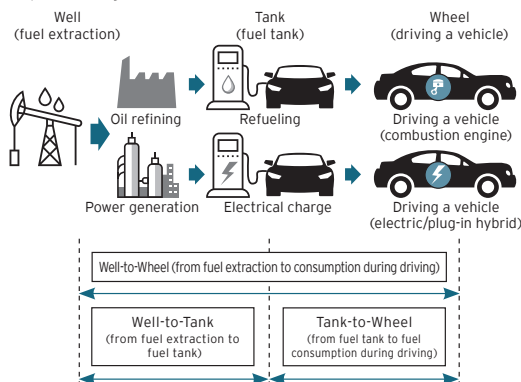 Well
(fuel extraction)
Tank
(fuel tank)
Wheel
(driving a vehicle)
Oil refining
Refueling
Driving a vehicle
(combustion engine)
Power generation
Electrical charge
Driving a vehicle
(electric/plug-in hybrid)
Well-to-Wheel (from fuel extraction to consumption during driving)
Well-to-Tank
(from fuel extraction to
fuel tank)
Tank-to-Wheel
(from fuel tank to fuel
consumption during driving)